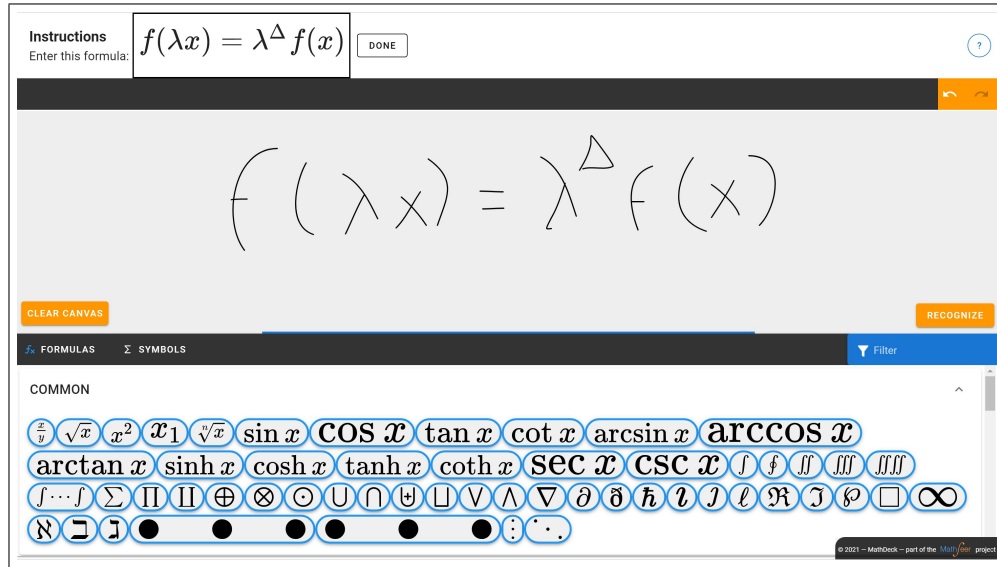 Instructions
Enter this formula: f(λx) = λ^Δ f(x) DONE ?
f(λx) = λ^Δ f(x)
CLEAR CANVAS RECOGNIZE
fx FORMULAS Σ SYMBOLS Filter
COMMON
x/y √x x² x₁ ⁿ√x sin x cos x tan x cot x arcsin x arccos x
arctan x sinh x cosh x tanh x coth x sec x csc x ∫ ∮ ∬ ∭ ⨌
∫⋯∫ ∑ ∏ ∐ ⊕ ⊗ ⊙ ∪ ∩ ⊎ ⊔ ∨ ∧ ∇ ∂ ð ℏ ı ȷ ℓ ℜ ℑ ℘ □ ∞
ℵ ℶ ℷ ● ● ● ● ● ● ⋮ ⋱
© 2021 – MathDeck – part of the MathSeer project